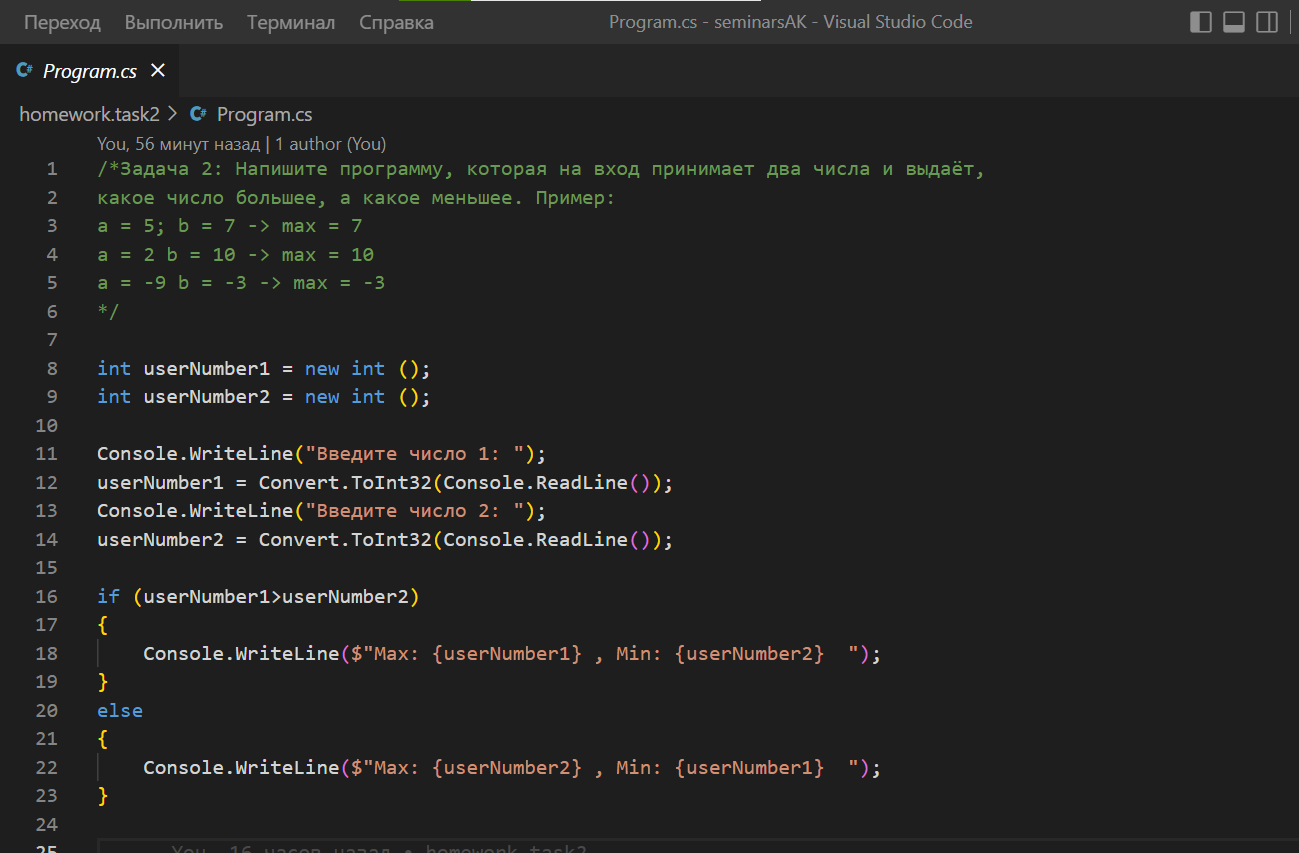 Переход Выполнить Терминал Справка Program.cs - seminarsAK - Visual Studio Code
C# Program.cs
homework.task2 > C# Program.cs
You, 56 минут назад | 1 author (You)
1 /*Задача 2: Напишите программу, которая на вход принимает два числа и выдаёт,
2 какое число большее, а какое меньшее. Пример:
3 a = 5; b = 7 -> max = 7
4 a = 2 b = 10 -> max = 10
5 a = -9 b = -3 -> max = -3
6 */
7
8 int userNumber1 = new int ();
9 int userNumber2 = new int ();
10
11 Console.WriteLine("Введите число 1: ");
12 userNumber1 = Convert.ToInt32(Console.ReadLine());
13 Console.WriteLine("Введите число 2: ");
14 userNumber2 = Convert.ToInt32(Console.ReadLine());
15
16 if (userNumber1>userNumber2)
17 {
18     Console.WriteLine($"Max: {userNumber1} , Min: {userNumber2}  ");
19 }
20 else
21 {
22     Console.WriteLine($"Max: {userNumber2} , Min: {userNumber1}  ");
23 }
24
25 You, 16 часов назад • homework.task2